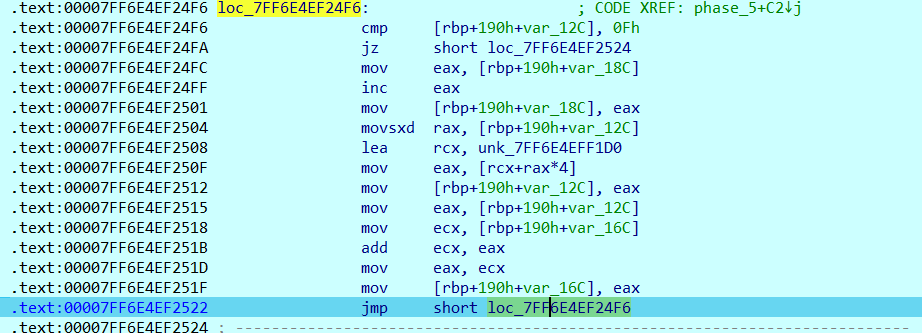 .text:00007FF6E4EF24F6 loc_7FF6E4EF24F6: ; CODE XREF: phase_5+C2↓j
.text:00007FF6E4EF24F6 cmp [rbp+190h+var_12C], 0Fh
.text:00007FF6E4EF24FA jz short loc_7FF6E4EF2524
.text:00007FF6E4EF24FC mov eax, [rbp+190h+var_18C]
.text:00007FF6E4EF24FF inc eax
.text:00007FF6E4EF2501 mov [rbp+190h+var_18C], eax
.text:00007FF6E4EF2504 movsxd rax, [rbp+190h+var_12C]
.text:00007FF6E4EF2508 lea rcx, unk_7FF6E4EFF1D0
.text:00007FF6E4EF250F mov eax, [rcx+rax*4]
.text:00007FF6E4EF2512 mov [rbp+190h+var_12C], eax
.text:00007FF6E4EF2515 mov eax, [rbp+190h+var_12C]
.text:00007FF6E4EF2518 mov ecx, [rbp+190h+var_16C]
.text:00007FF6E4EF251B add ecx, eax
.text:00007FF6E4EF251D mov eax, ecx
.text:00007FF6E4EF251F mov [rbp+190h+var_16C], eax
.text:00007FF6E4EF2522 jmp short loc_7FF6E4EF24F6
.text:00007FF6E4EF2524 ; ---------------------------------------------------------------------------